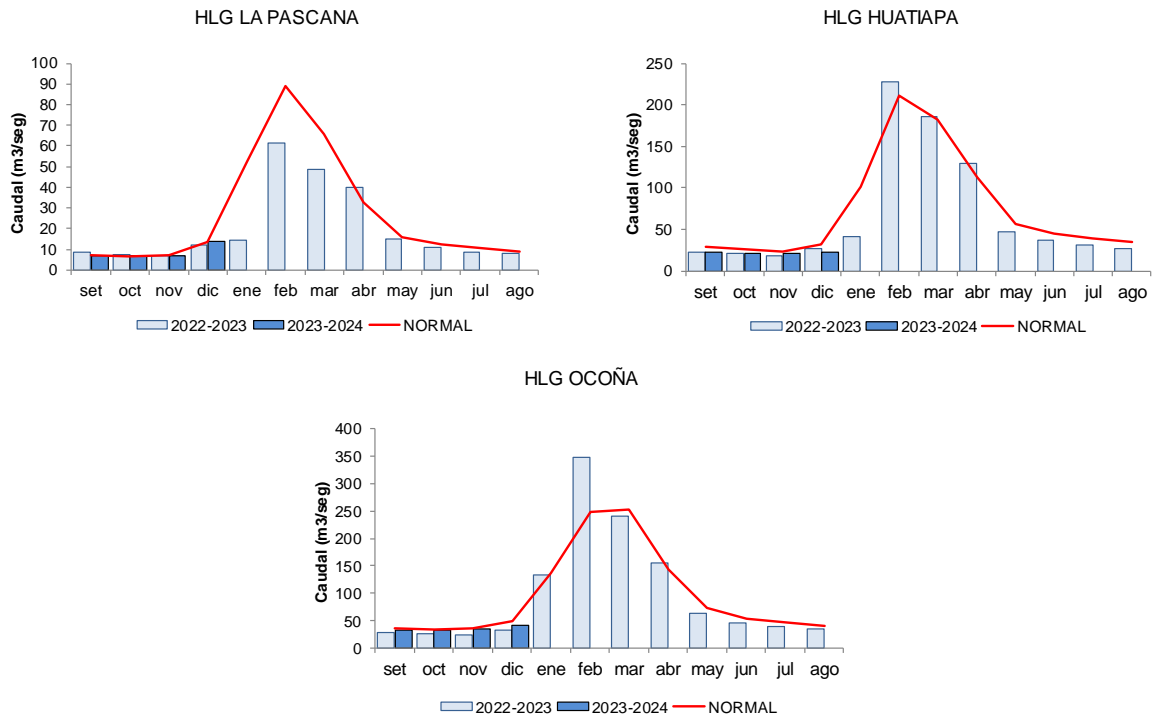 HLG LA PASCANA
Caudal (m3/seg)
100
90
80
70
60
50
40
30
20
10
0
set oct nov dic ene feb mar abr may jun jul ago
2022-2023 2023-2024 NORMAL
HLG HUATIAPA
Caudal (m3/seg)
250
200
150
100
50
0
set oct nov dic ene feb mar abr may jun jul ago
2022-2023 2023-2024 NORMAL
HLG OCOÑA
Caudal (m3/seg)
400
350
300
250
200
150
100
50
0
set oct nov dic ene feb mar abr may jun jul ago
2022-2023 2023-2024 NORMAL